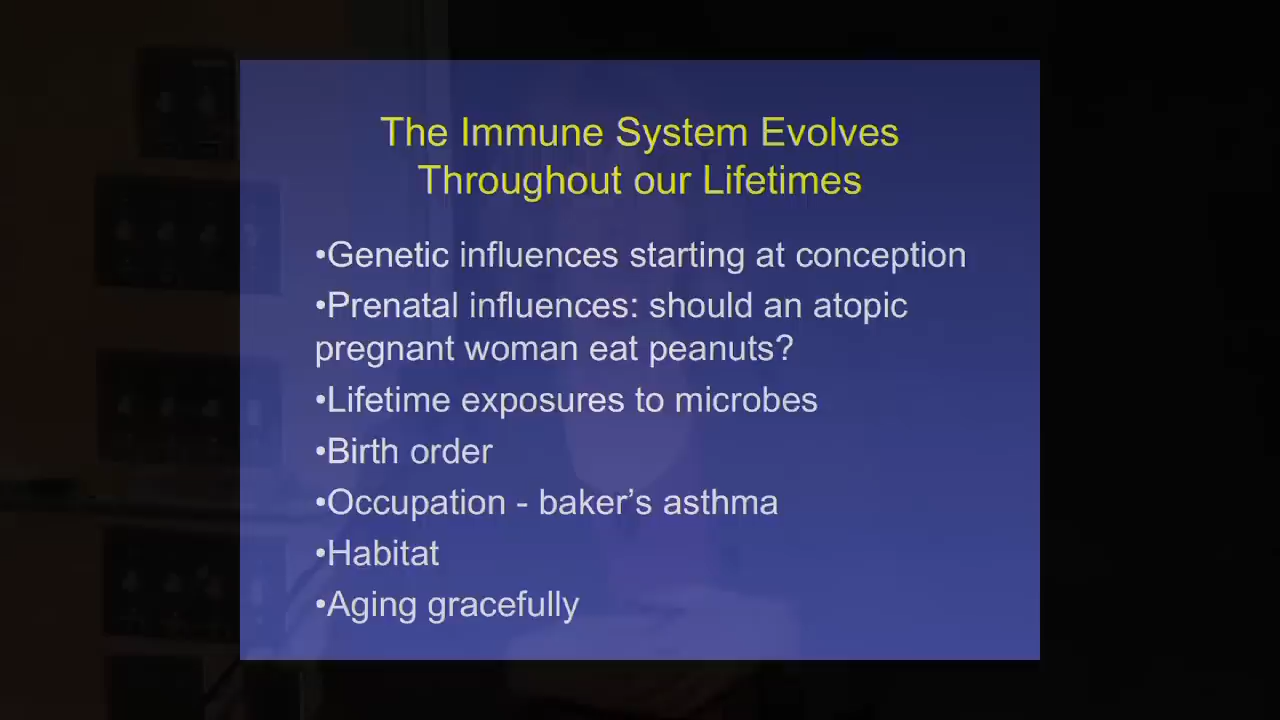 The Immune System Evolves
Throughout our Lifetimes
•Genetic influences starting at conception
•Prenatal influences: should an atopic
pregnant woman eat peanuts?
•Lifetime exposures to microbes
•Birth order
•Occupation - baker’s asthma
•Habitat
•Aging gracefully